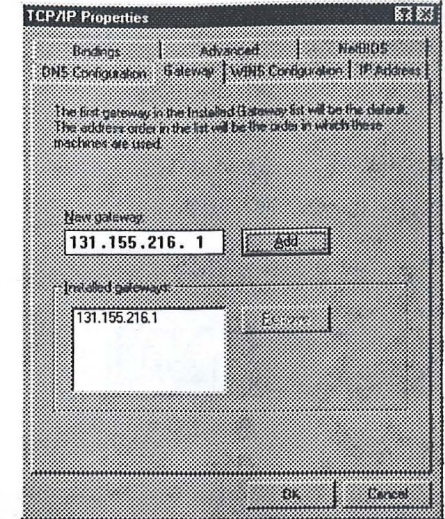 TCP/IP Properties
Bindings Advanced NetBIOS
DNS Configuration Gateway WINS Configuration IP Address
The first gateway in the Installed Gateway list will be the default.
The address order in the list will be the order in which these
machines are used.
New gateway:
131.155.216. 1 Add
Installed gateways:
131.155.216.1 Remove
OK Cancel